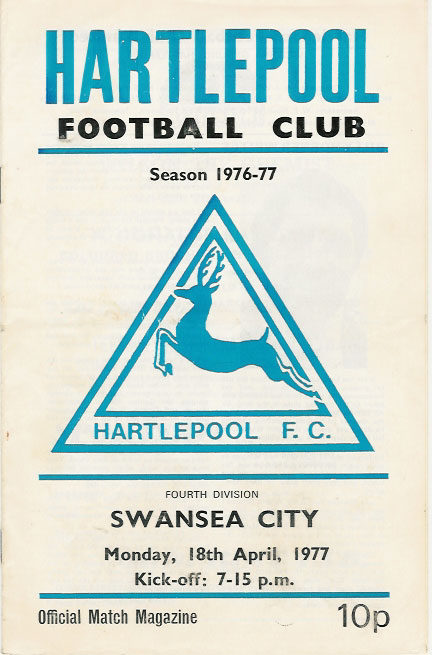 HARTLEPOOL
FOOTBALL CLUB
Season 1976-77
HARTLEPOOL F. C.
FOURTH DIVISION
SWANSEA CITY
Monday, 18th April, 1977
Kick-off: 7-15 p.m.
Official Match Magazine 10p